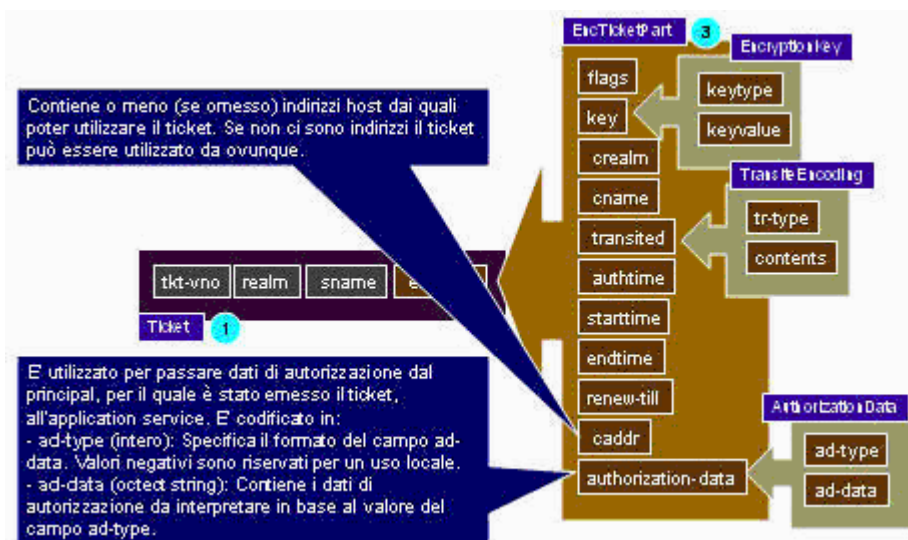 EncTicketPart 3
EncryptionKey
flags
keytype
key
keyvalue
Contiene o meno (se omesso) indirizzi host dai quali
poter utilizzare il ticket. Se non ci sono indirizzi il ticket
può essere utilizzato da ovunque.
crealm
cname
TransiteEncoding
tr-type
transited
contents
authtime
tkt-vno realm sname
starttime
Ticket 1
endtime
renew-till
E' utilizzato per passare dati di autorizzazione dal
principal, per il quale è stato emesso il ticket,
all'application service. E' codificato in:
- ad-type (intero): Specifica il formato del campo ad-
data. Valori negativi sono riservati per un uso locale.
- ad-data (octect string): Contiene i dati di
autorizzazione da interpretare in base al valore del
campo ad-type.
caddr
AuthorizationData
ad-type
authorization-data
ad-data